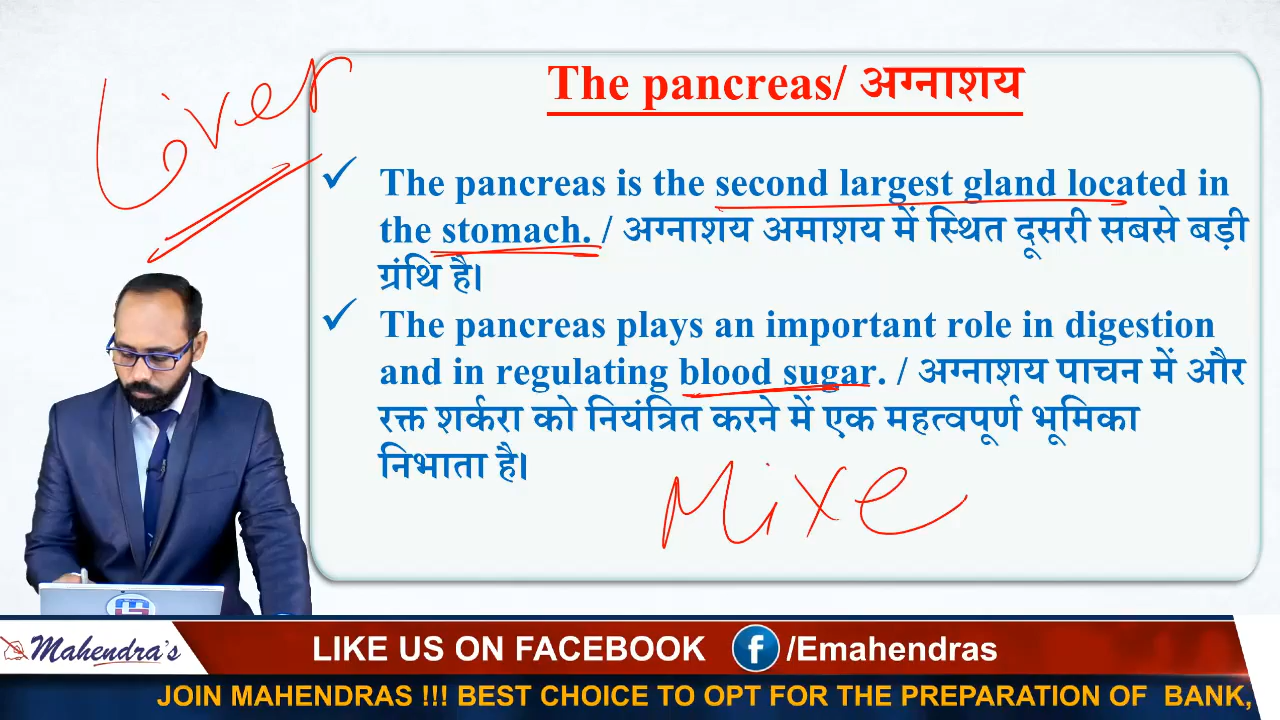 Liver
The pancreas/ अग्नाशय
✓ The pancreas is the second largest gland located in
the stomach. / अग्नाशय अमाशय में स्थित दूसरी सबसे बड़ी
ग्रंथि है।
✓ The pancreas plays an important role in digestion
and in regulating blood sugar. / अग्नाशय पाचन में और
रक्त शर्करा को नियंत्रित करने में एक महत्वपूर्ण भूमिका
निभाता है।
Mixe
Mahendra's
LIKE US ON FACEBOOK f /Emahendras
JOIN MAHENDRAS !!! BEST CHOICE TO OPT FOR THE PREPARATION OF BANK,